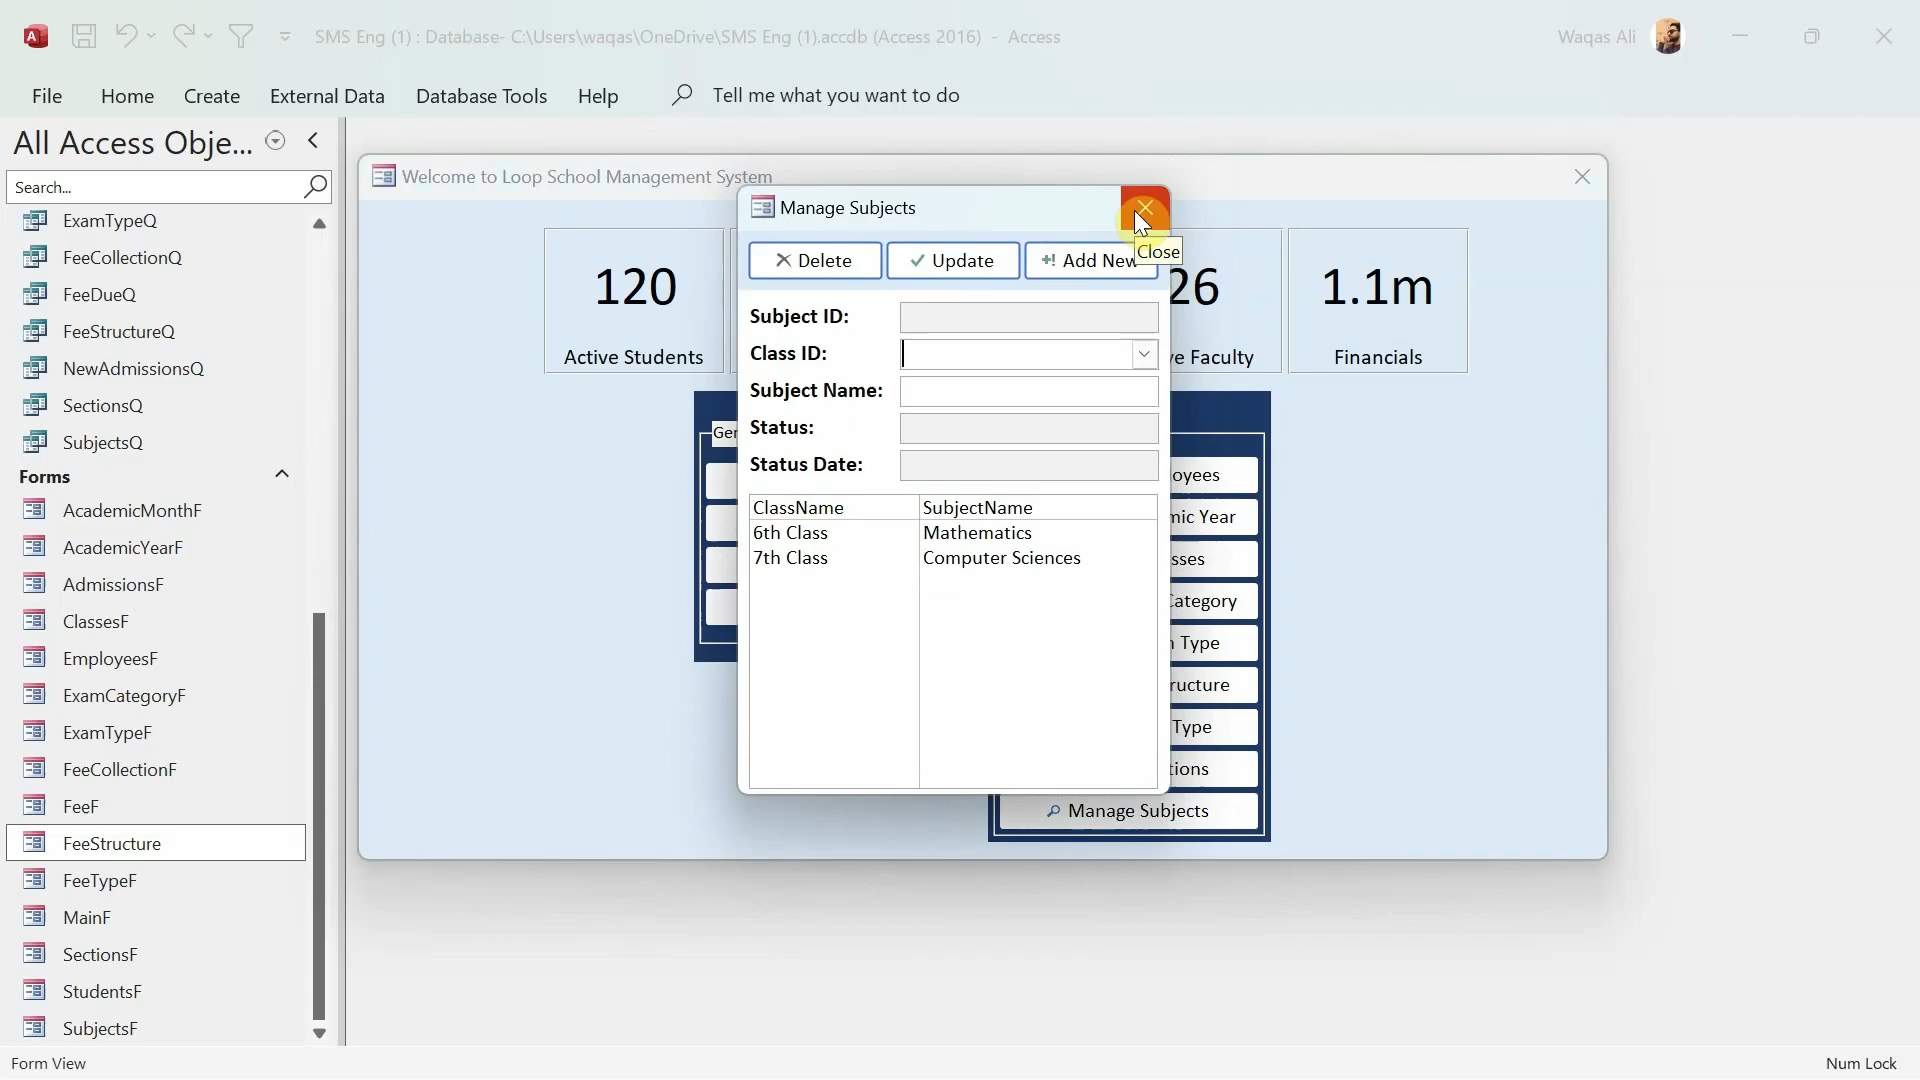 SMS Eng (1) : Database- C:\Users\waqas\OneDrive\SMS Eng (1).accdb (Access 2016) - Access
Waqas Ali
File Home Create External Data Database Tools Help Tell me what you want to do
All Access Obje...
Search...
ExamTypeQ
FeeCollectionQ
FeeDueQ
FeeStructureQ
NewAdmissionsQ
SectionsQ
SubjectsQ
Forms
AcademicMonthF
AcademicYearF
AdmissionsF
ClassesF
EmployeesF
ExamCategoryF
ExamTypeF
FeeCollectionF
FeeF
FeeStructure
FeeTypeF
MainF
SectionsF
StudentsF
SubjectsF
Welcome to Loop School Management System
120
Active Students
26
ve Faculty
1.1m
Financials
Ger
oyees
mic Year
sses
Category
Type
ructure
Type
tions
Manage Subjects
Manage Subjects
Close
Delete Update Add New
Subject ID:
Class ID:
Subject Name:
Status:
Status Date:
ClassName SubjectName
6th Class Mathematics
7th Class Computer Sciences
Form View
Num Lock